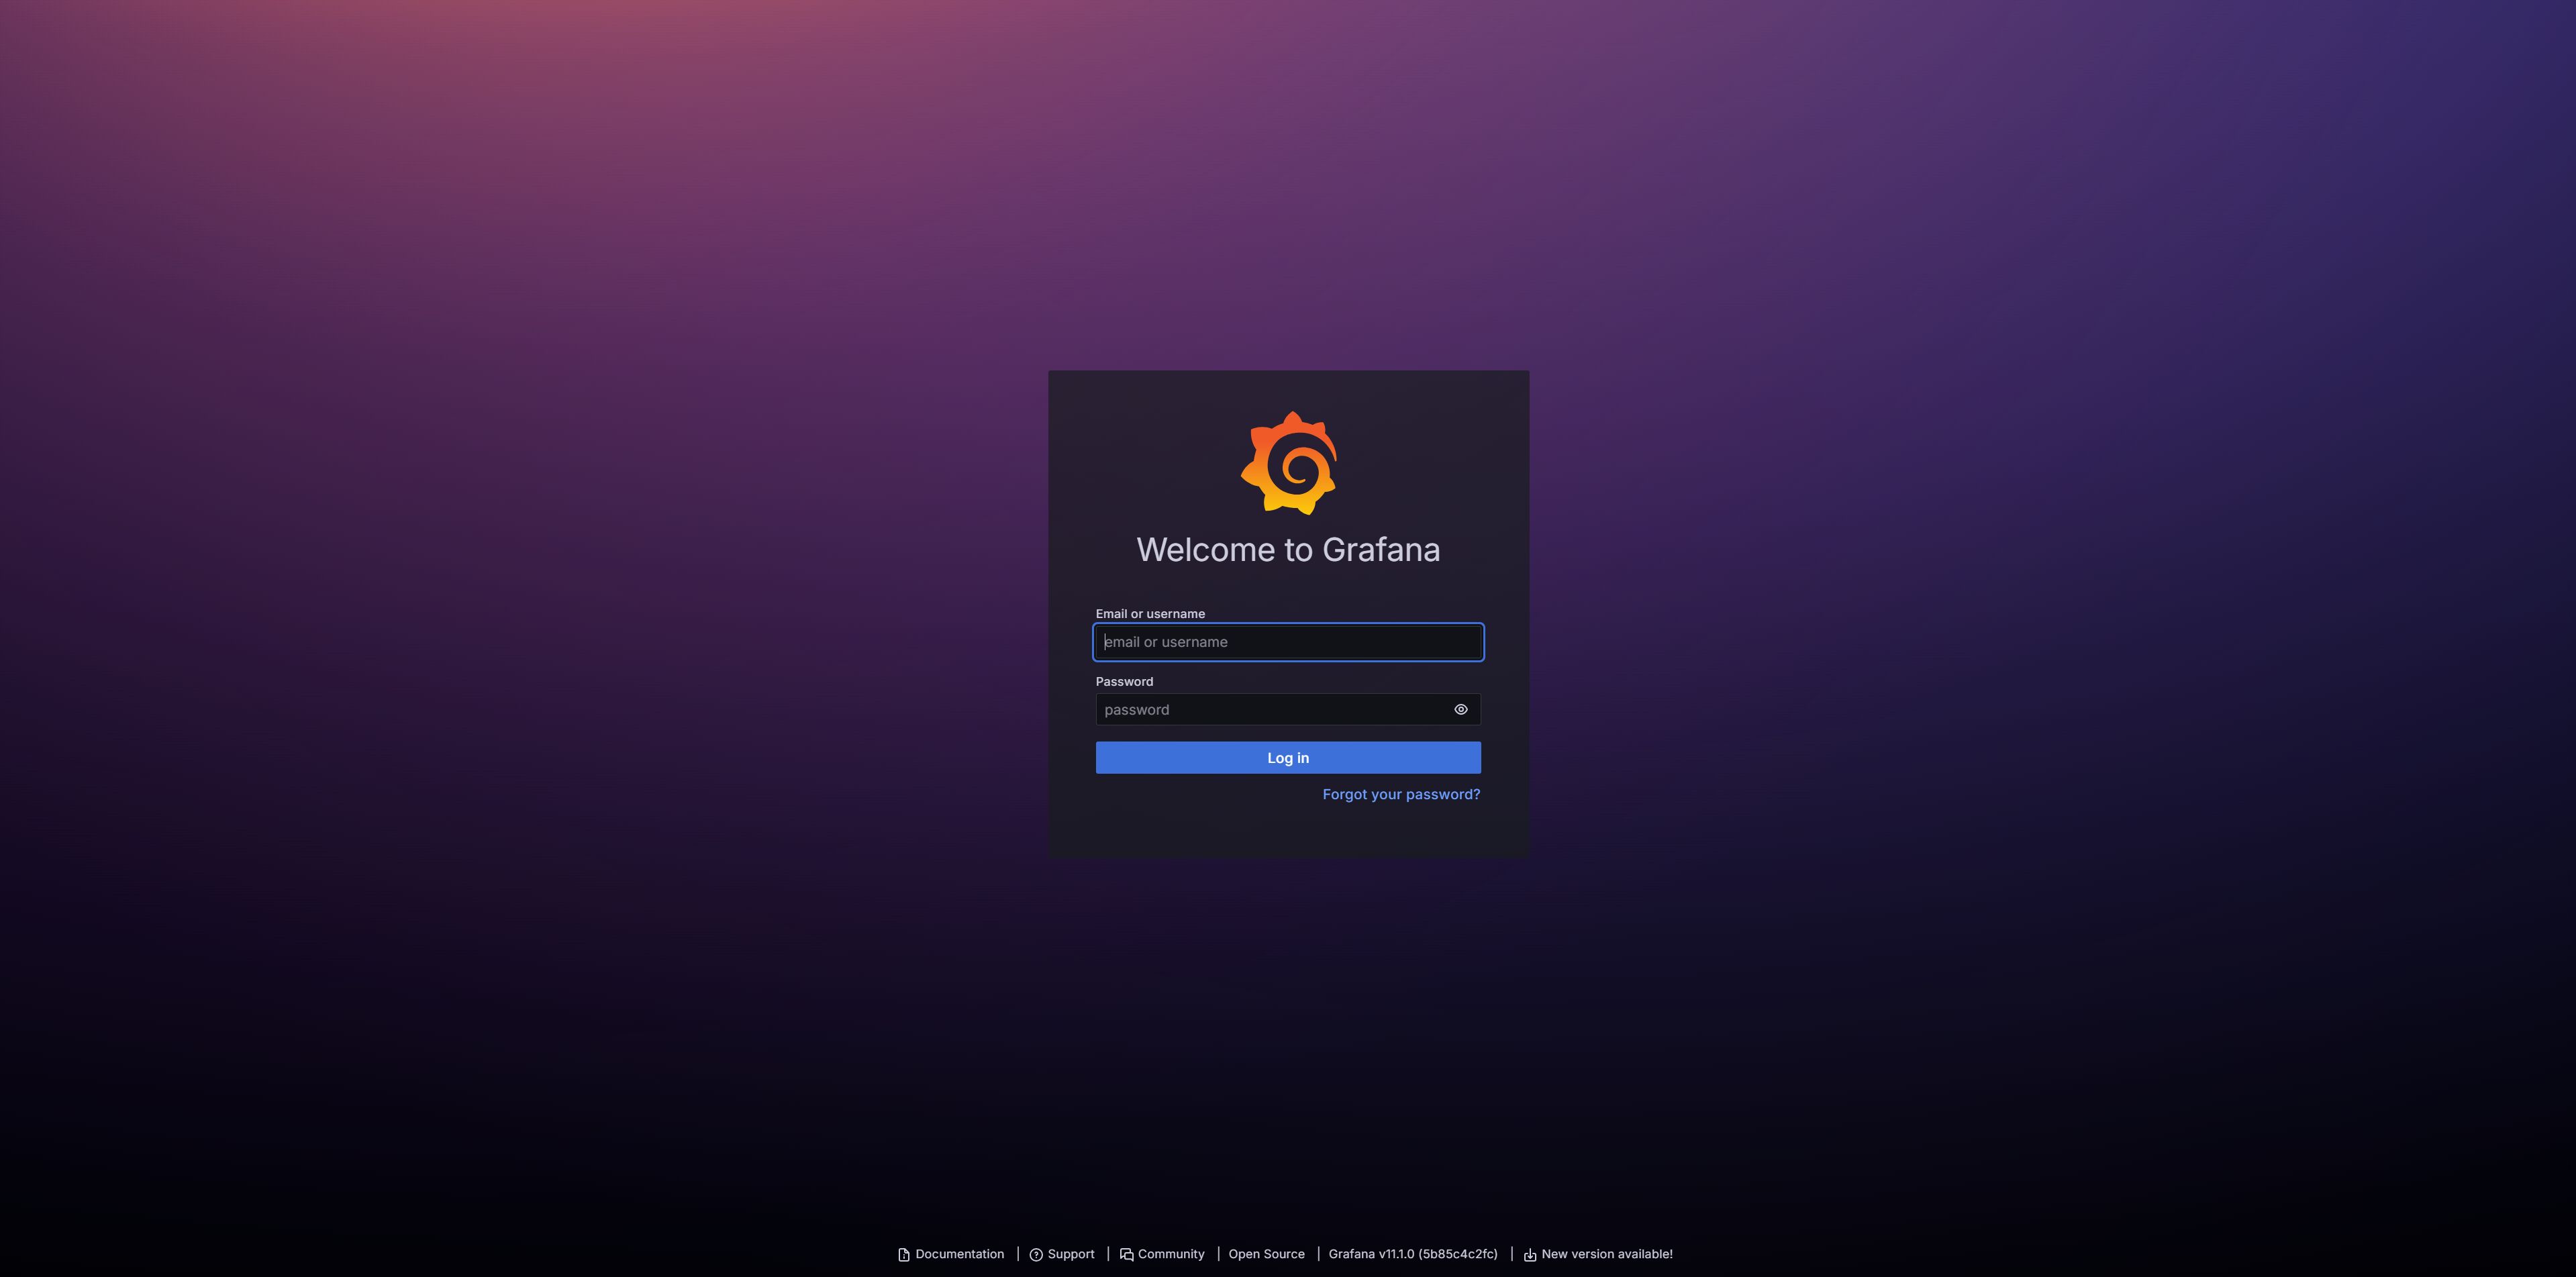 Welcome to Grafana
Email or username
email or username
Password
password
Log in
Forgot your password?
Documentation | Support | Community | Open Source | Grafana v11.1.0 (5b85c4c2fc) | New version available!